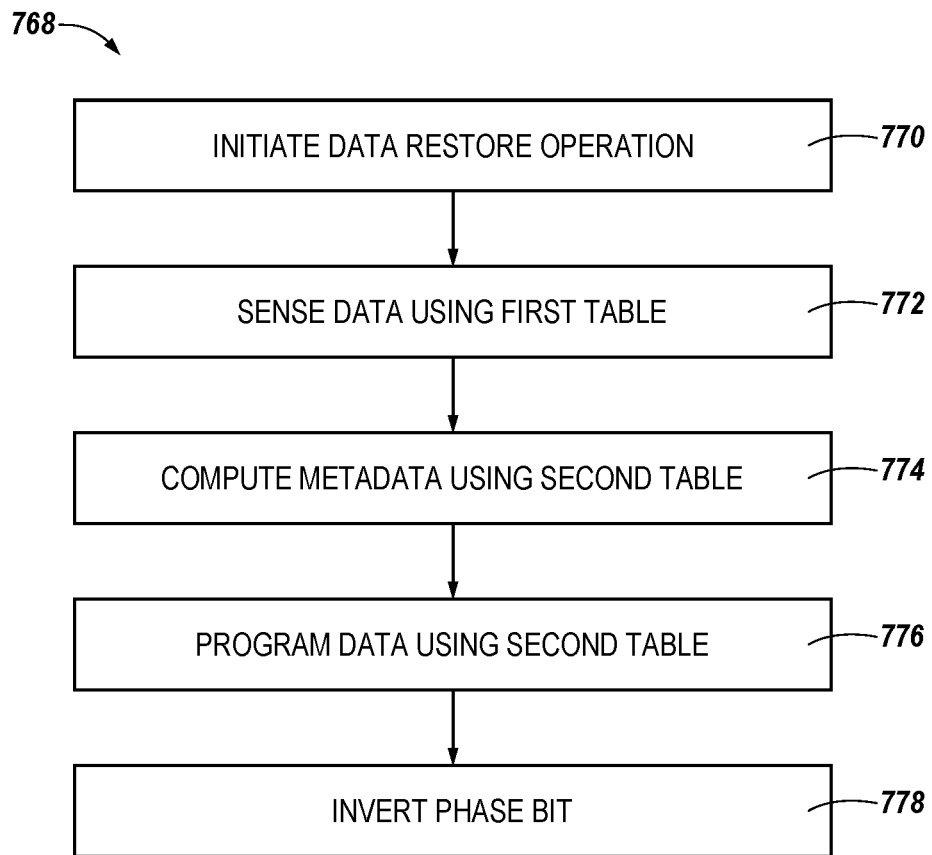 768
INITIATE DATA RESTORE OPERATION
770
SENSE DATA USING FIRST TABLE
772
COMPUTE METADATA USING SECOND TABLE
774
PROGRAM DATA USING SECOND TABLE
776
INVERT PHASE BIT
778